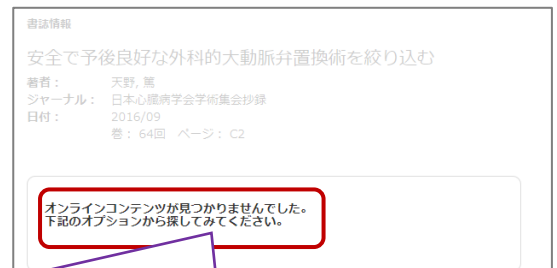 書誌情報
安全で予後良好な外科的大動脈弁置換術を絞り込む
著者： 天野, 篤
ジャーナル： 日本心臓病学会学術集会抄録
日付： 2016/09
巻： 64回 ページ： C2
オンラインコンテンツが見つかりませんでした。
下記のオプションから探してみてください。